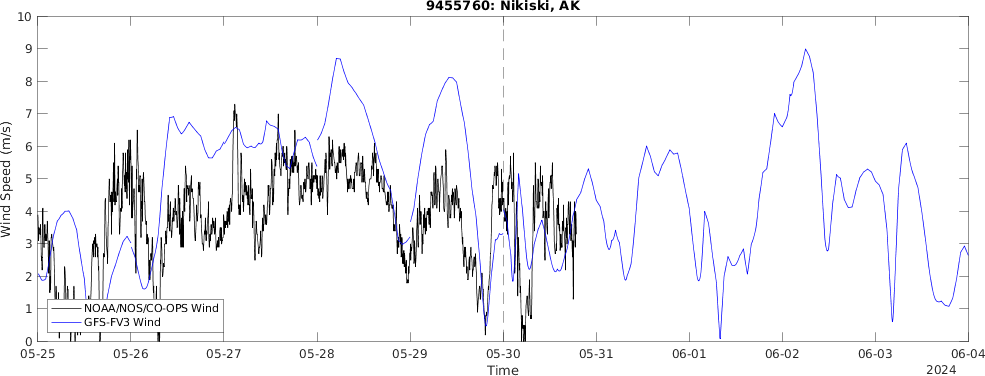 9455760: Nikiski, AK
10
9
8
7
6
5
4
3
2
1
0
Wind Speed (m/s)
NOAA/NOS/CO-OPS Wind
GFS-FV3 Wind
05-25 05-26 05-27 05-28 05-29 05-30 05-31 06-01 06-02 06-03 06-04
Time
2024